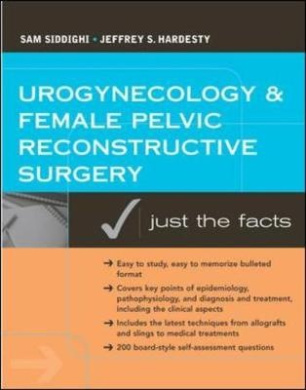 SAM SIDDIGHI • JEFFREY S. HARDESTY
UROGYNECOLOGY &
FEMALE PELVIC
RECONSTRUCTIVE
SURGERY
just the facts
→ Easy to study, easy to memorize bulleted
format
→ Covers key points of epidemiology,
pathophysiology, and diagnosis and treatment,
including the clinical aspects
→ Includes the latest techniques from allografts
and slings to medical treatments
→ 200 board-style self-assessment questions